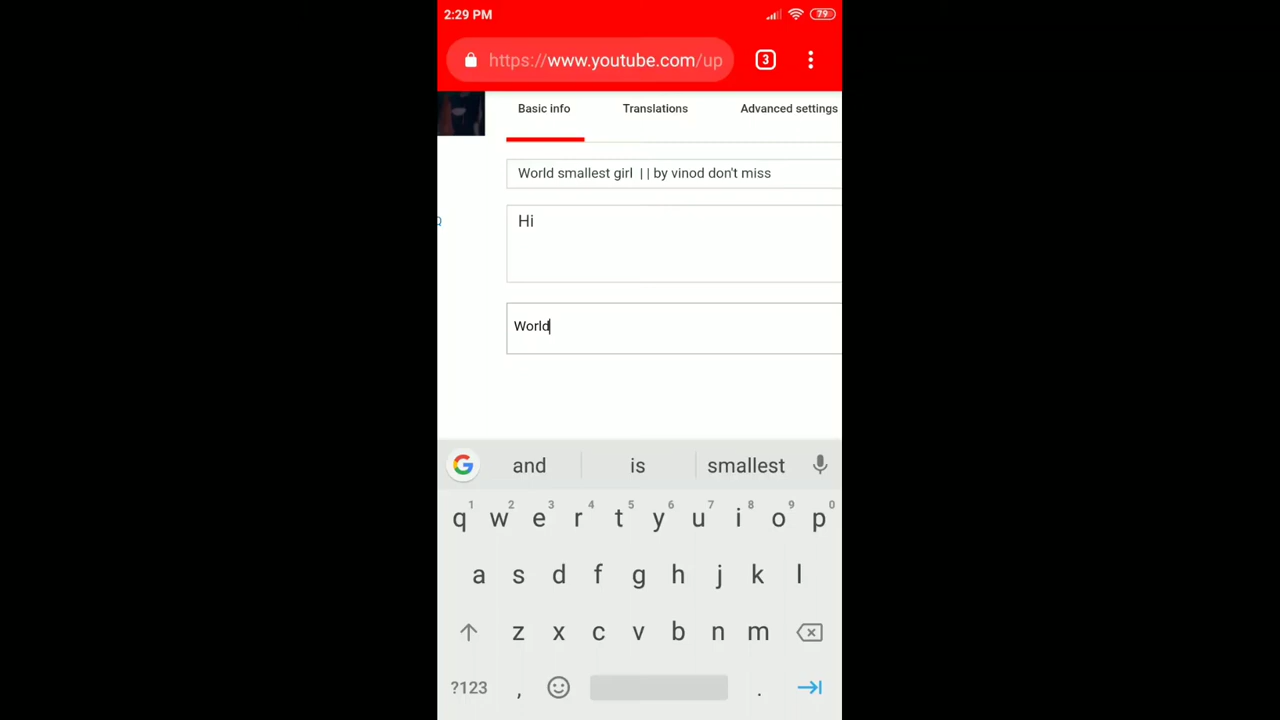 2:29 PM 79
https://www.youtube.com/up 3
Basic info Translations Advanced settings
World smallest girl || by vinod don't miss
Hi
World
and is smallest
1 2 3 4 5 6 7 8 9 0
q w e r t y u i o p
a s d f g h j k l
z x c v b n m
?123 , .